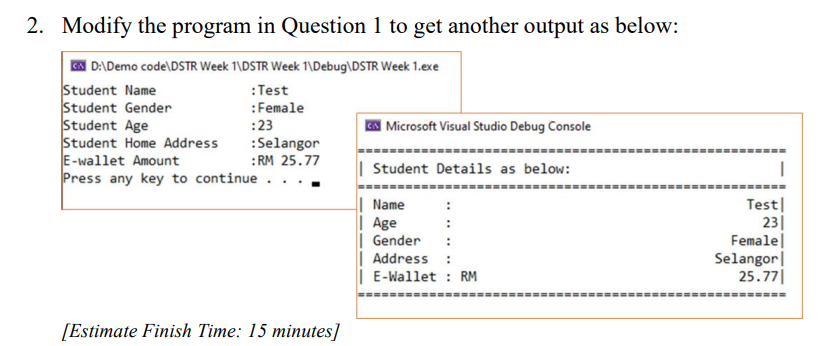 2. Modify the program in Question 1 to get another output as below:
D:\Demo code\DSTR Week 1\DSTR Week 1\Debug\DSTR Week 1.exe
Student Name :Test
Student Gender :Female
Student Age :23
Student Home Address :Selangor
E-wallet Amount :RM 25.77
Press any key to continue . . .
Microsoft Visual Studio Debug Console
======================================================
| Student Details as below: |
======================================================
| Name : Test|
| Age : 23|
| Gender : Female|
| Address : Selangor|
| E-Wallet : RM 25.77|
======================================================
[Estimate Finish Time: 15 minutes]